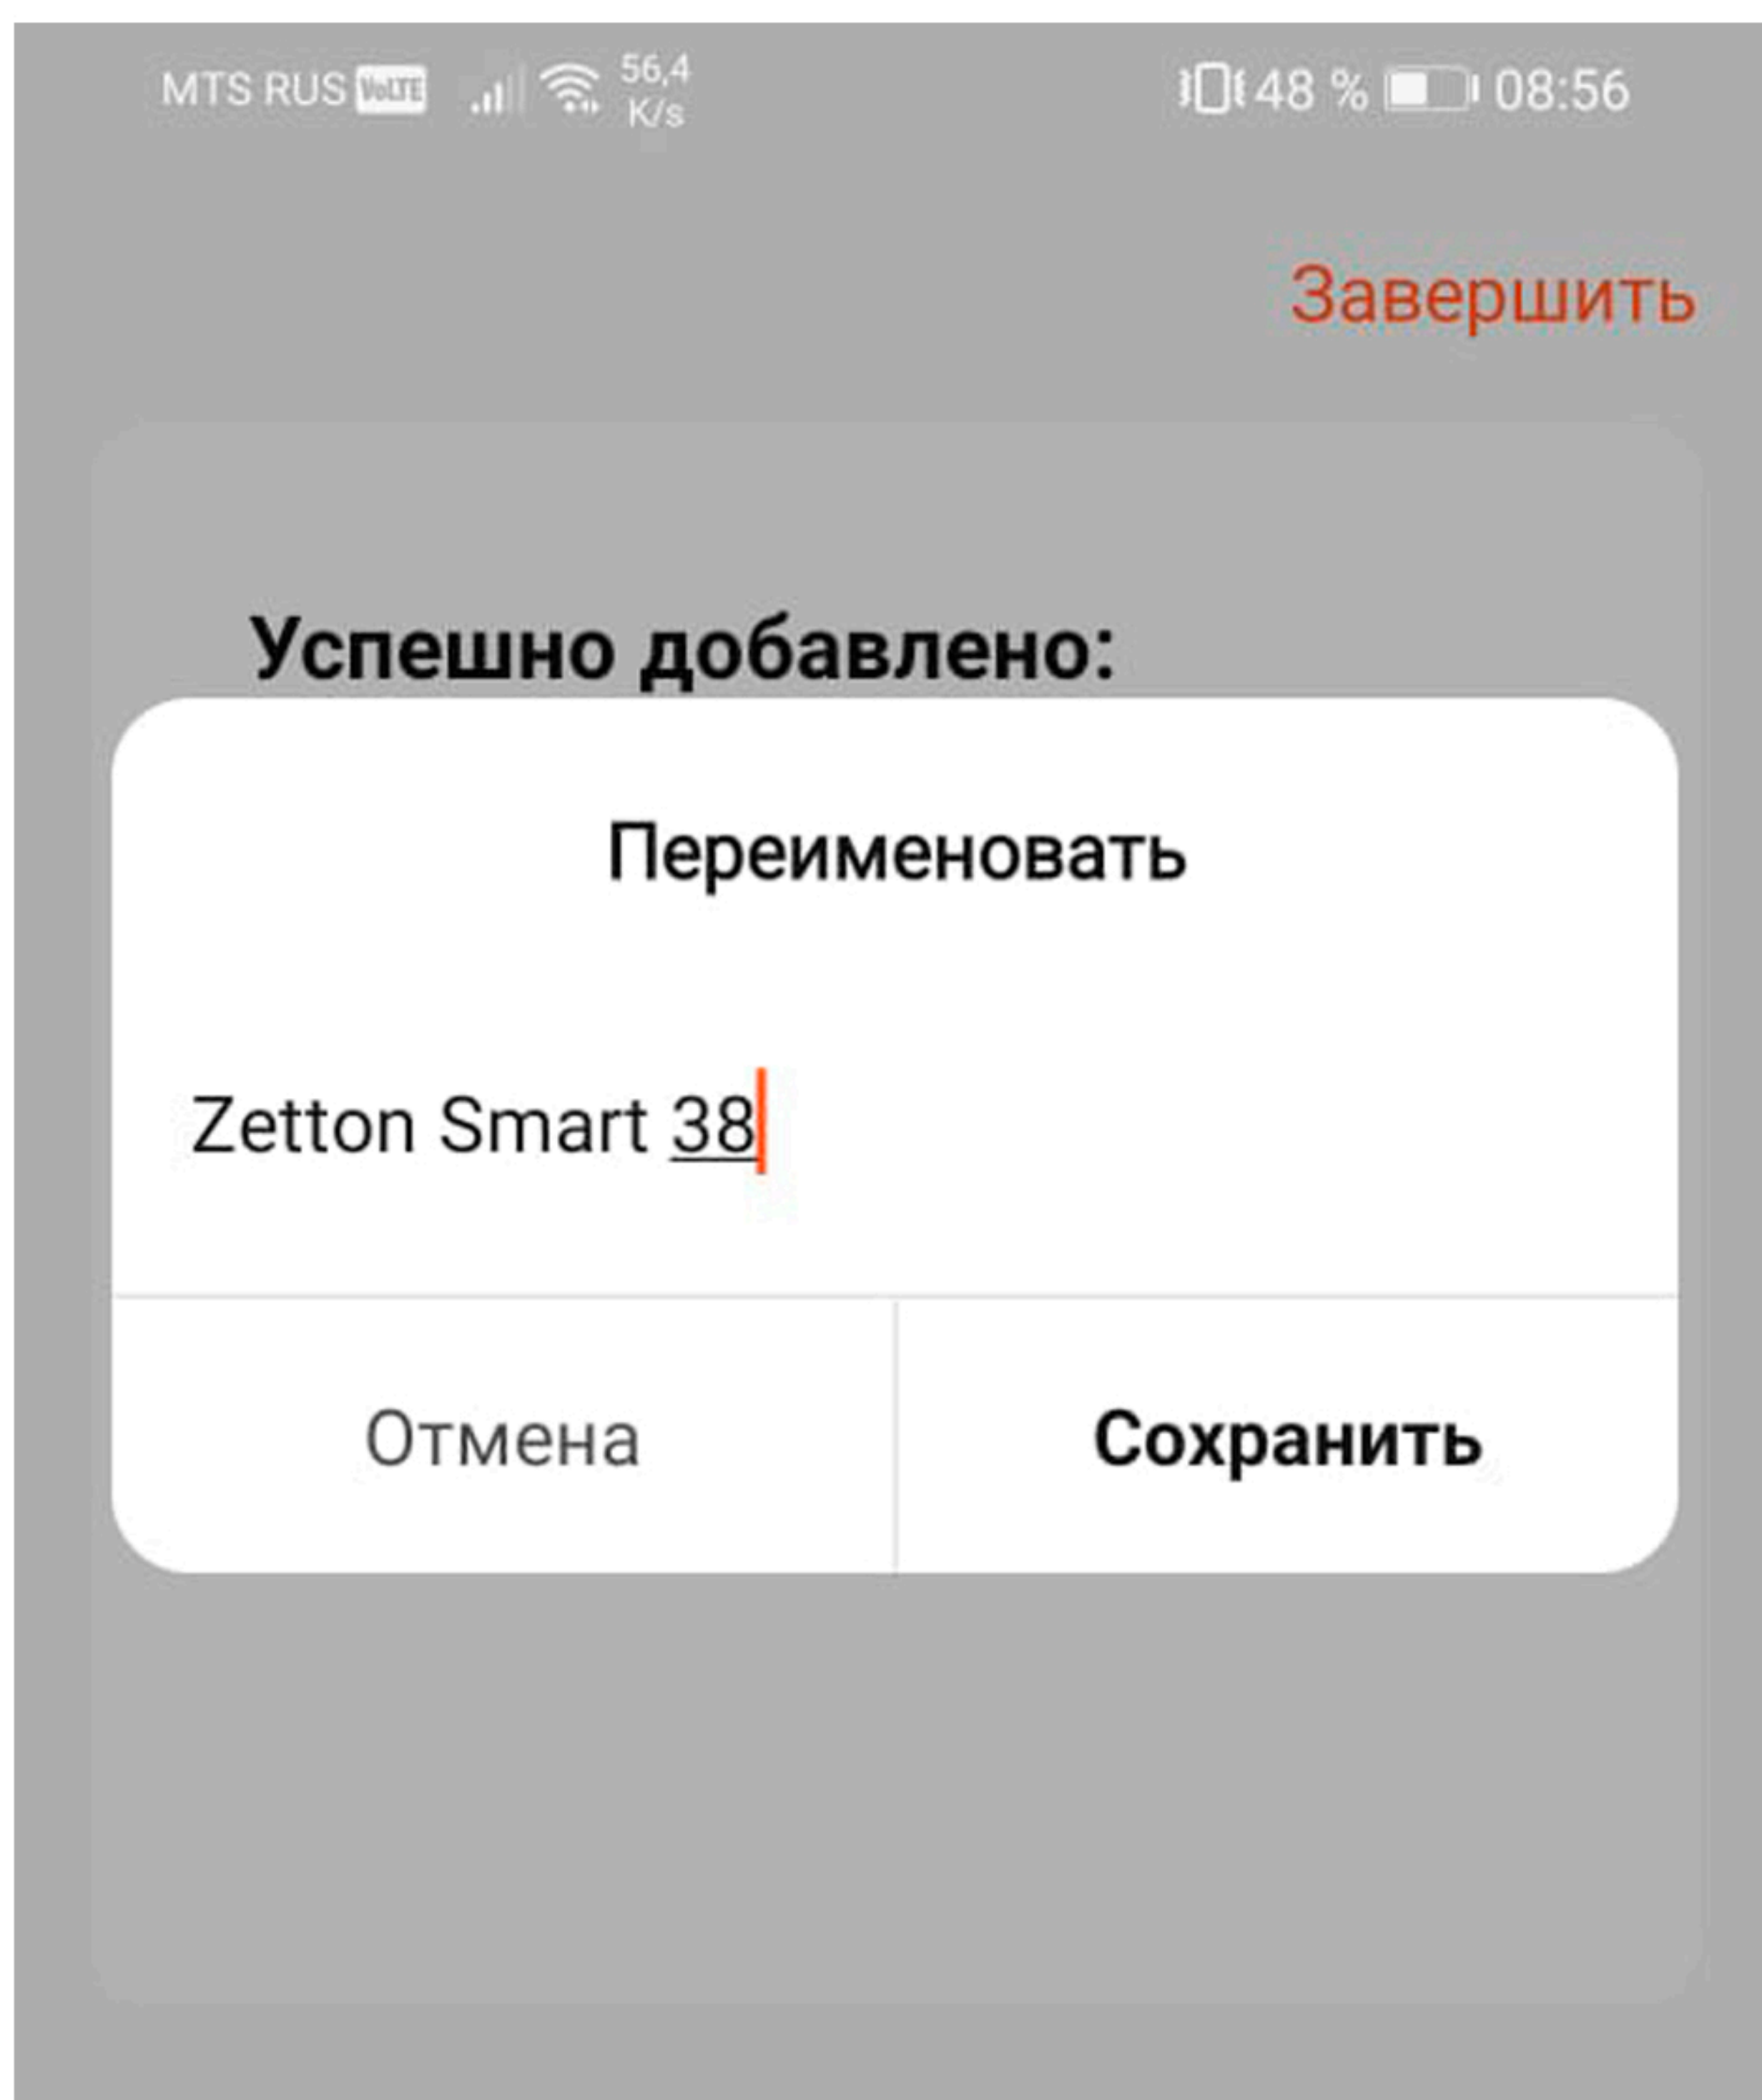 MTS RUS VoLTE 56,4 K/s 48 % 08:56
Завершить
Успешно добавлено:
Переименовать
Zetton Smart 38
Отмена Сохранить